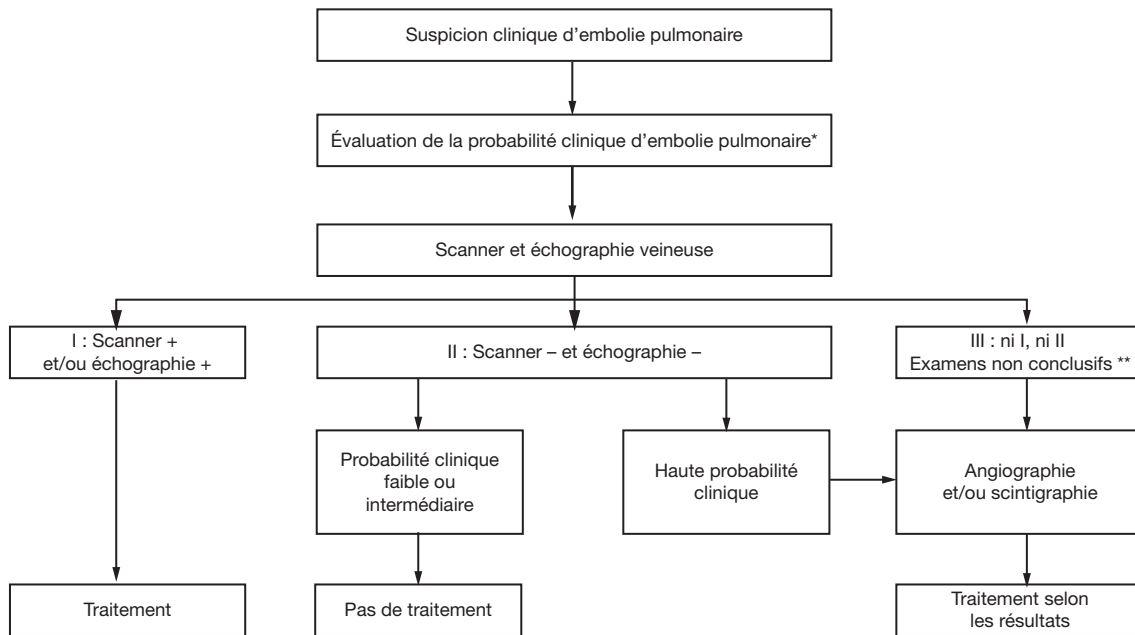 Suspicion clinique d’embolie pulmonaire
Évaluation de la probabilité clinique d’embolie pulmonaire*
Scanner et échographie veineuse
I : Scanner +
et/ou échographie +
II : Scanner – et échographie –
III : ni I, ni II
Examens non conclusifs **
Probabilité clinique
faible ou
intermédiaire
Haute probabilité
clinique
Angiographie
et/ou scintigraphie
Traitement
Pas de traitement
Traitement selon
les résultats